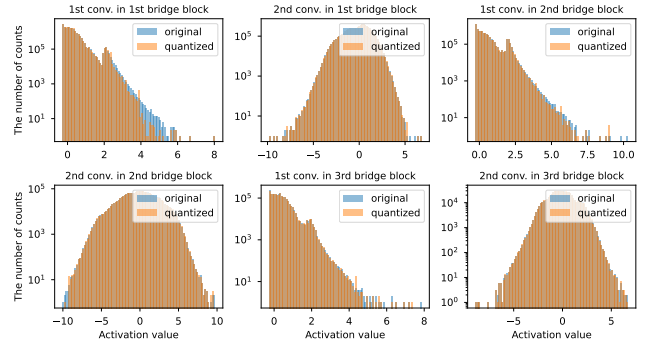 1st conv. in 1st bridge block
2nd conv. in 1st bridge block
1st conv. in 2nd bridge block
The number of counts
10^5
10^3
10^1
original
quantized
0
2
4
6
8
10^5
10^3
10^1
original
quantized
−10
−5
0
5
10^5
10^3
10^1
original
quantized
0.0
2.5
5.0
7.5
10.0
2nd conv. in 2nd bridge block
1st conv. in 3rd bridge block
2nd conv. in 3rd bridge block
The number of counts
10^5
10^3
10^1
original
quantized
−10
−5
0
5
10
Activation value
10^5
10^3
10^1
original
quantized
0
2
4
6
8
Activation value
10^4
10^3
10^2
10^1
10^0
original
quantized
−5
0
5
Activation value